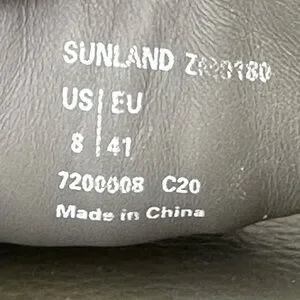 SUNLAND
US | EU
8 | 41
7200008 C20
Made in China